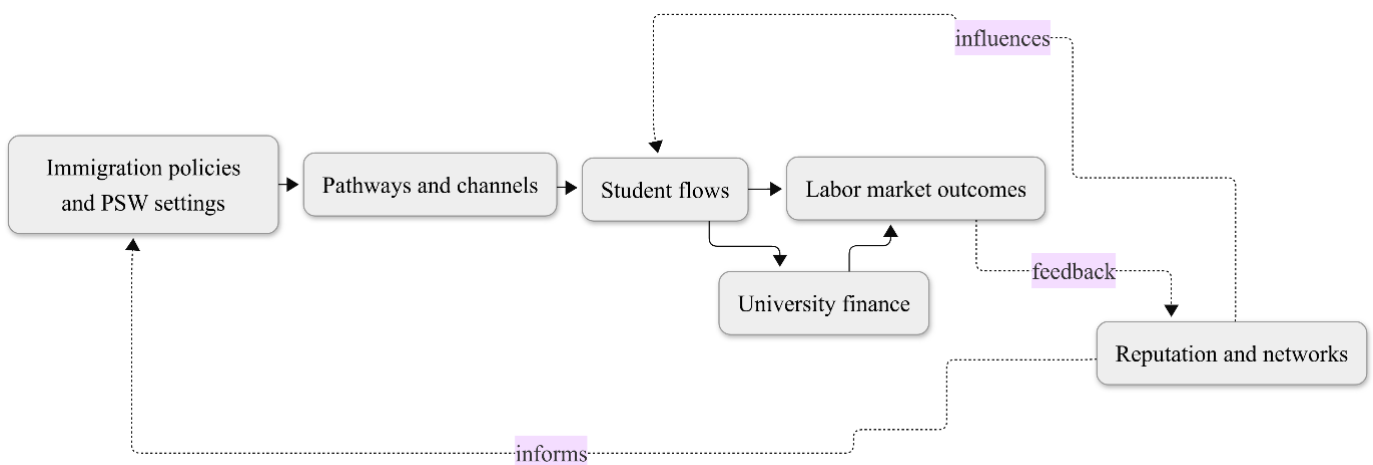 influences
Immigration policies
and PSW settings
Pathways and channels
Student flows
Labor market outcomes
feedback
University finance
Reputation and networks
informs